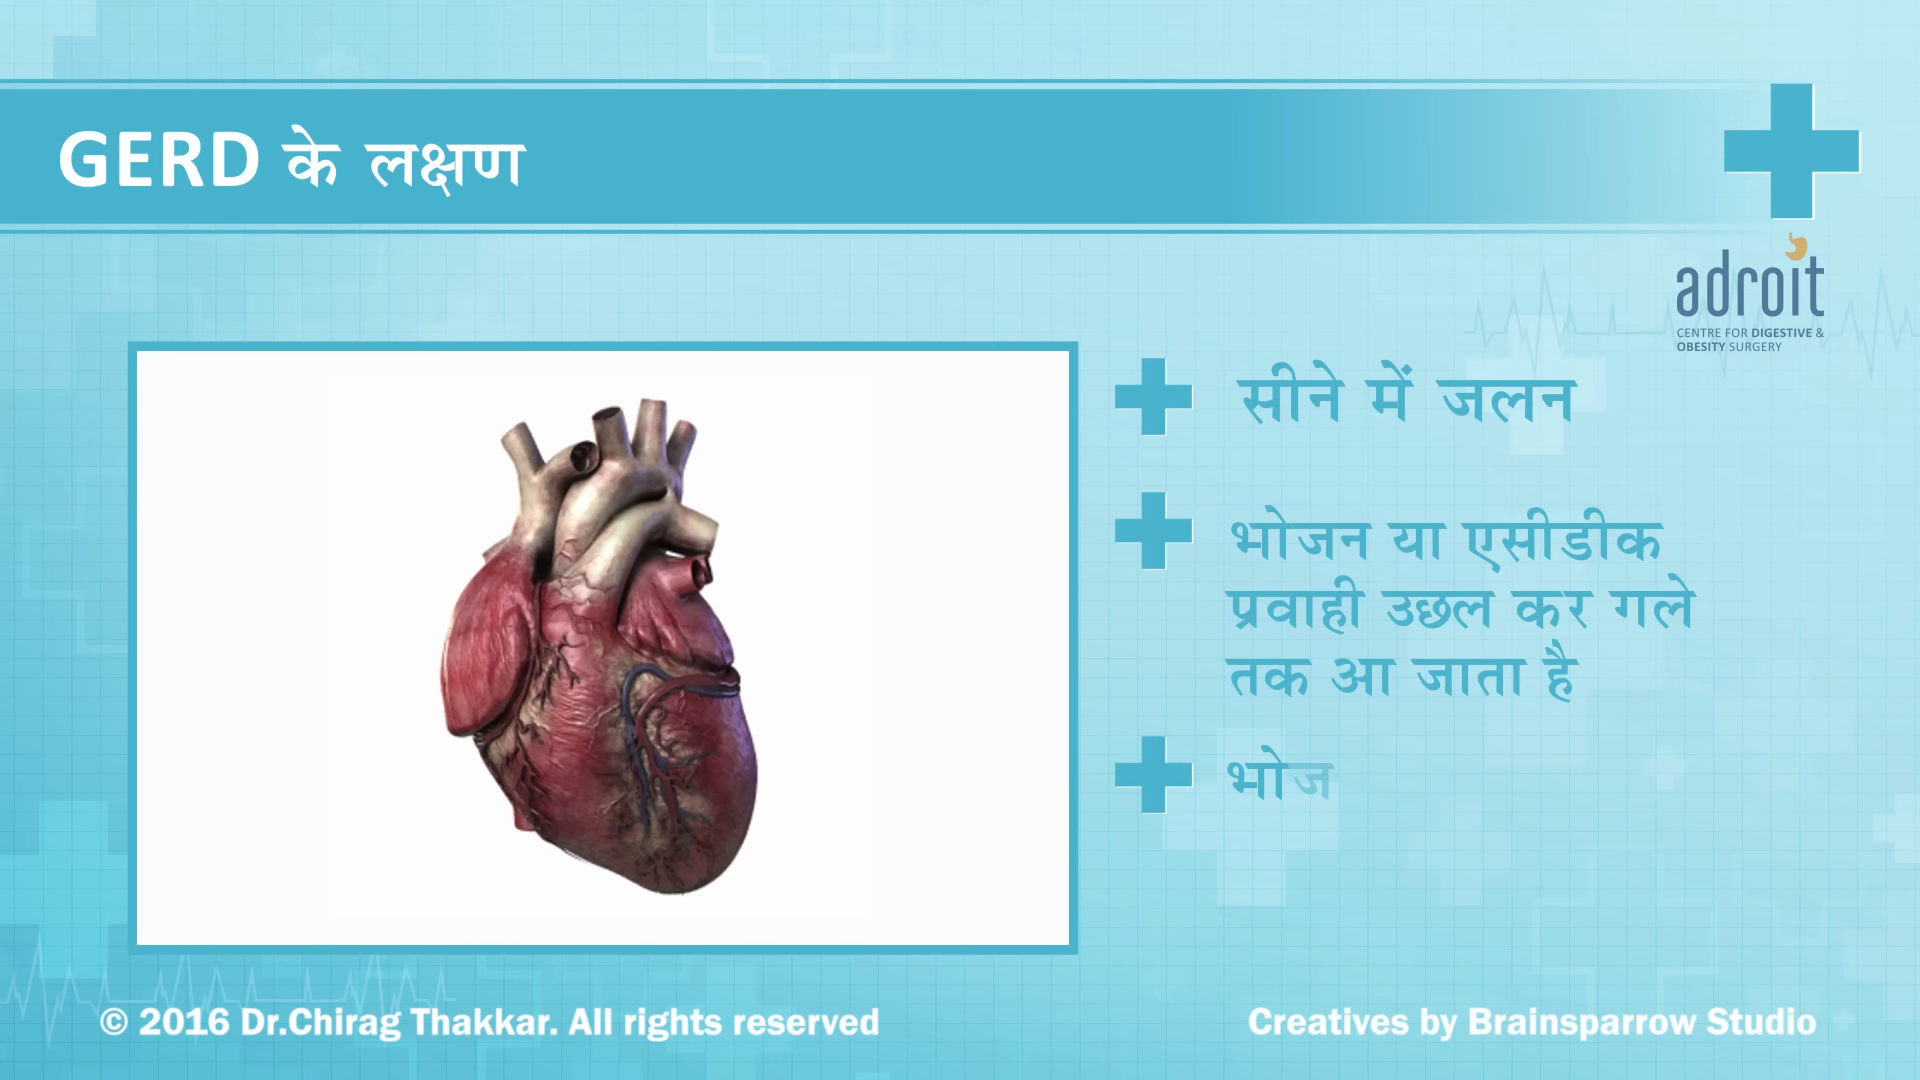 GERD के लक्षण
adroit
CENTRE FOR DIGESTIVE &
OBESITY SURGERY
सीने में जलन
भोजन या एसीडीक
प्रवाही उछल कर गले
तक आ जाता है
भोज
© 2016 Dr.Chirag Thakkar. All rights reserved
Creatives by Brainsparrow Studio